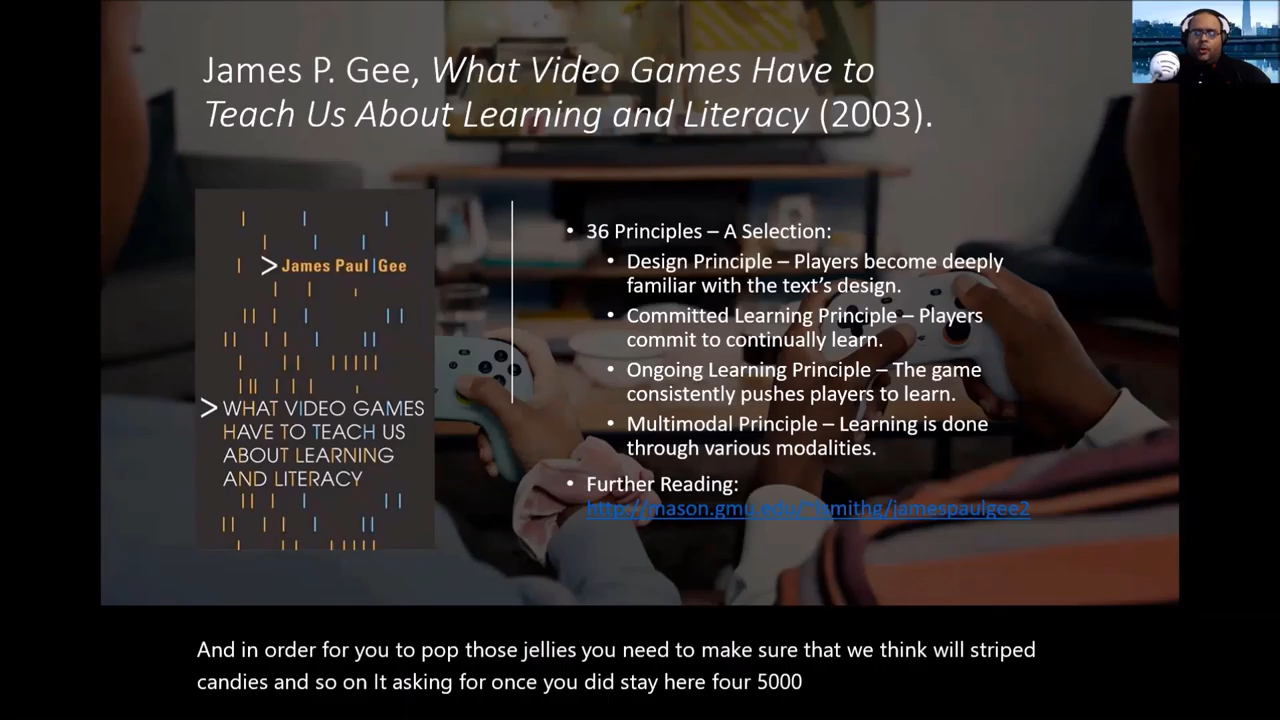 James P. Gee, What Video Games Have to
Teach Us About Learning and Literacy (2003).
> James Paul Gee
> WHAT VIDEO GAMES
HAVE TO TEACH US
ABOUT LEARNING
AND LITERACY
• 36 Principles – A Selection:
• Design Principle – Players become deeply
familiar with the text's design.
• Committed Learning Principle – Players
commit to continually learn.
• Ongoing Learning Principle – The game
consistently pushes players to learn.
• Multimodal Principle – Learning is done
through various modalities.
• Further Reading:
http://mason.gmu.edu/~lsmithg/jamespaulgee2
And in order for you to pop those jellies you need to make sure that we think will striped
candies and so on It asking for once you did stay here four 5000